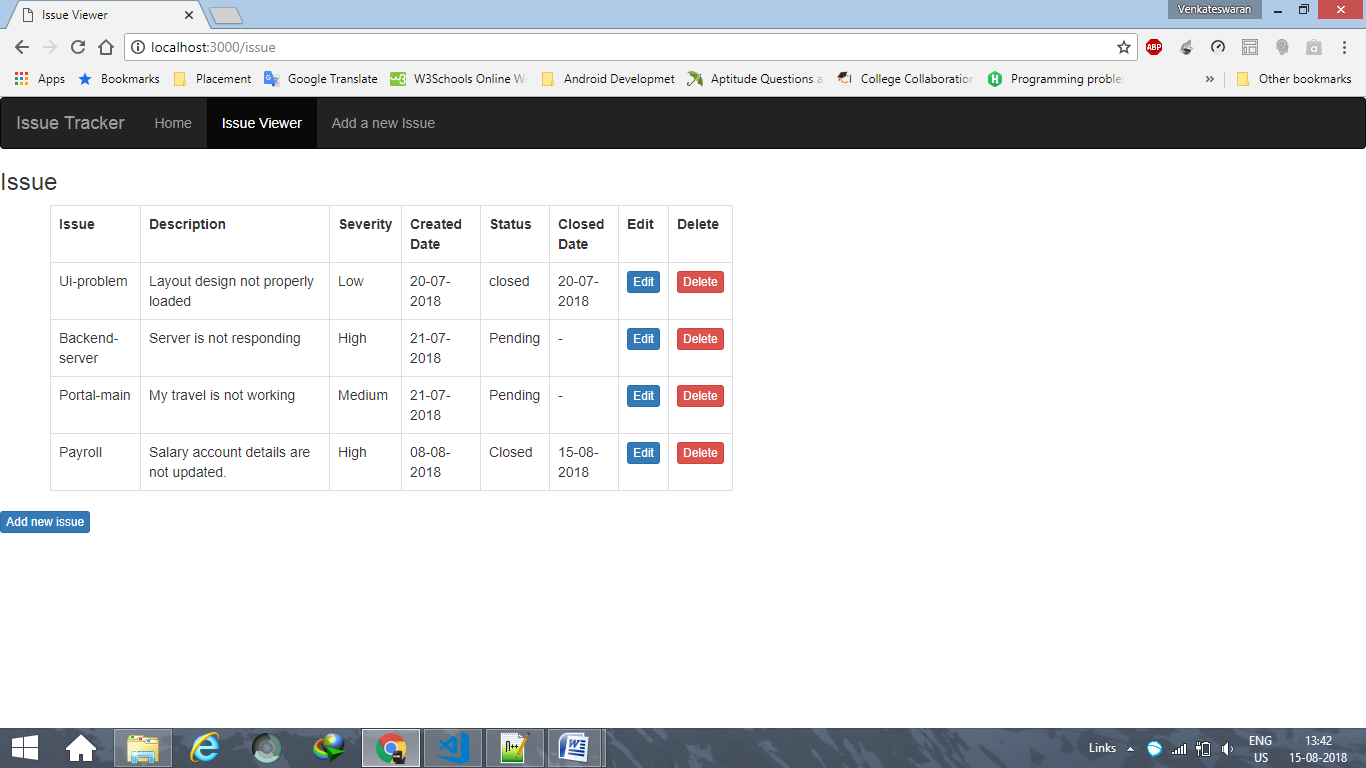 Issue Viewer
Venkateswaran
localhost:3000/issue
ABP
Apps Bookmarks Placement Google Translate W3Schools Online W Android Developmet Aptitude Questions a College Collaboration Programming proble » Other bookmarks
Issue Tracker Home Issue Viewer Add a new Issue
Issue
Issue Description Severity Created Status Closed Edit Delete
Date Date
Ui-problem Layout design not properly Low 20-07- closed 20-07- Edit Delete
loaded 2018 2018
Backend- Server is not responding High 21-07- Pending - Edit Delete
server 2018
Portal-main My travel is not working Medium 21-07- Pending - Edit Delete
2018
Payroll Salary account details are High 08-08- Closed 15-08- Edit Delete
not updated. 2018 2018
Add new issue
Links ENG 13:42
US 15-08-2018